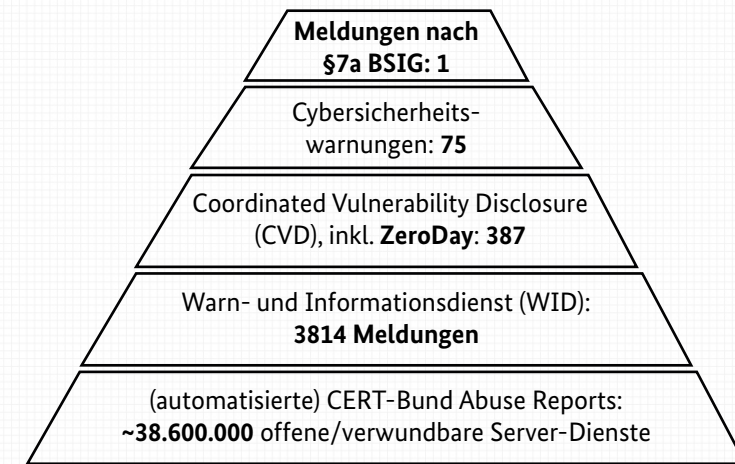 Meldungen nach
§7a BSIG: 1
Cybersicherheits-
warnungen: 75
Coordinated Vulnerability Disclosure
(CVD), inkl. ZeroDay: 387
Warn- und Informationsdienst (WID):
3814 Meldungen
(automatisierte) CERT-Bund Abuse Reports:
~38.600.000 offene/verwundbare Server-Dienste